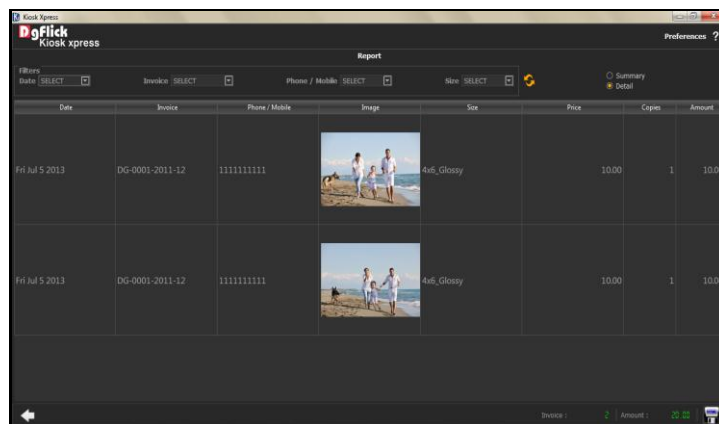 Kiosk Xpress
DgFlick
Kiosk xpress
Preferences ?
Report
Filters
Date SELECT Invoice SELECT Phone / Mobile SELECT Size SELECT
Summary
Detail
Date Invoice Phone / Mobile Image Size Price Copies Amount
Fri Jul 5 2013 DG-0001-2011-12 1111111111 4x6_Glossy 10.00 1 10.0
Fri Jul 5 2013 DG-0001-2011-12 1111111111 4x6_Glossy 10.00 1 10.0
Invoice : 2 Amount : 20.00